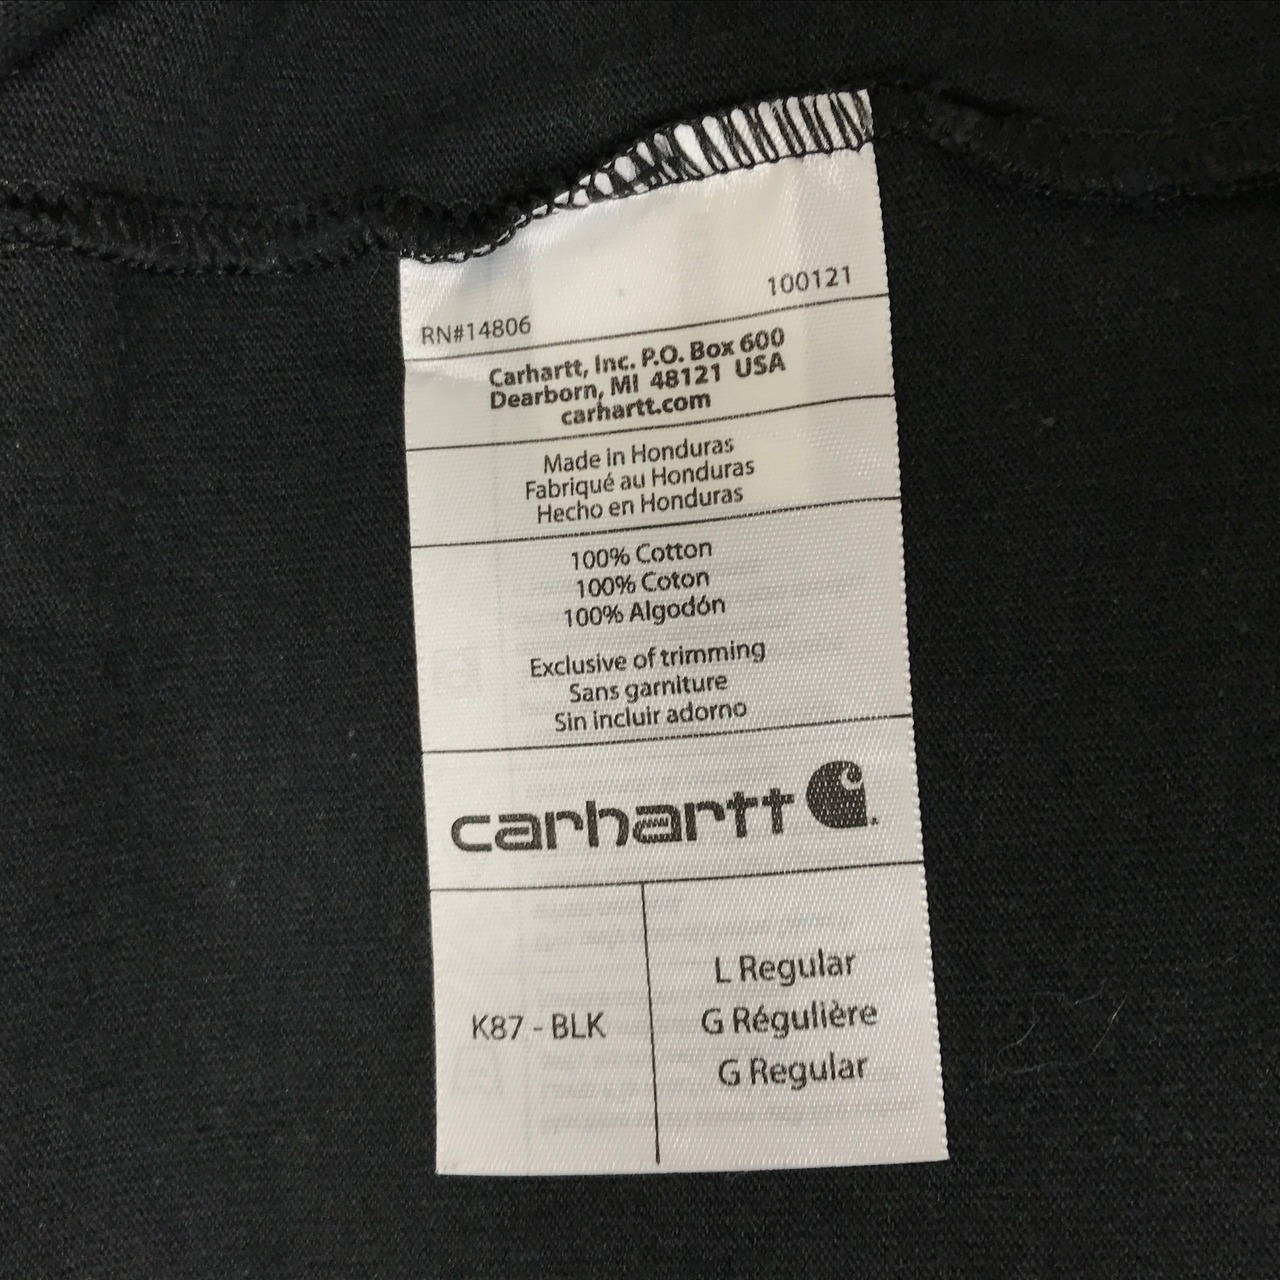 100121
RN#14806
Carhartt, Inc. P.O. Box 600
Dearborn, MI 48121 USA
carhartt.com
Made in Honduras
Fabriqué au Honduras
Hecho en Honduras
100% Cotton
100% Coton
100% Algodón
Exclusive of trimming
Sans garniture
Sin incluir adorno
carhartt
K87 - BLK
L Regular
G Régulière
G Regular